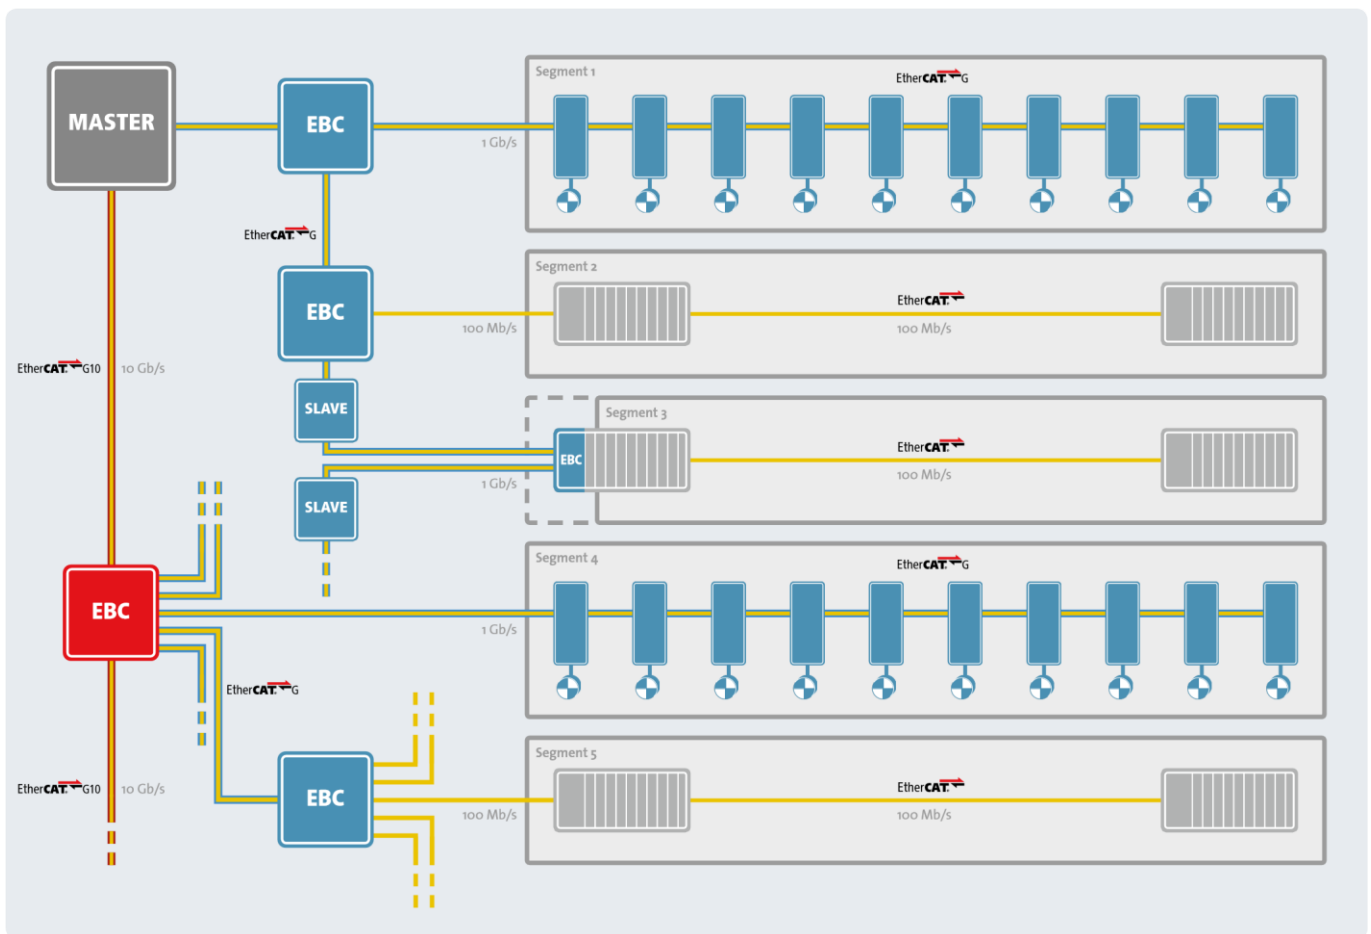 MASTER
EBC
1 Gb/s
Segment 1
EtherCAT. G
EtherCAT. G
EBC
100 Mb/s
Segment 2
EtherCAT.
100 Mb/s
EtherCAT. G10
10 Gb/s
SLAVE
SLAVE
1 Gb/s
EBC
Segment 3
EtherCAT.
100 Mb/s
EBC
1 Gb/s
Segment 4
EtherCAT. G
EtherCAT. G
EtherCAT. G10
10 Gb/s
EBC
100 Mb/s
Segment 5
EtherCAT.
100 Mb/s